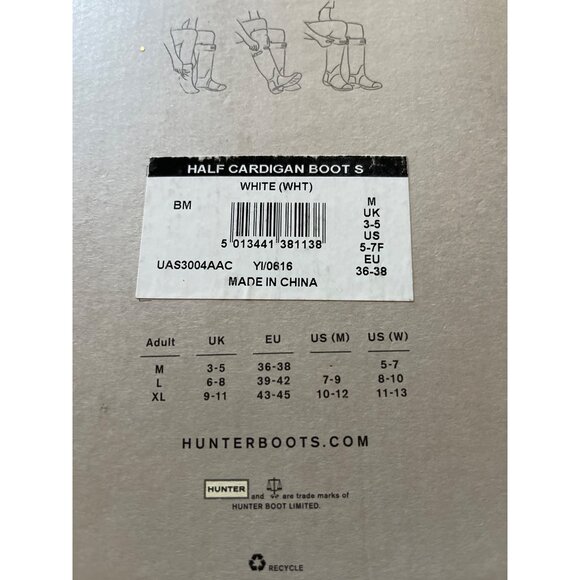 HALF CARDIGAN BOOT S
WHITE (WHT)
BM
5 013441 381138
UAS3004AAC YI/0616
MADE IN CHINA
M
UK
3-5
US
5-7F
EU
36-38
Adult UK EU US (M) US (W)
M 3-5 36-38 - 5-7
L 6-8 39-42 7-9 8-10
XL 9-11 43-45 10-12 11-13
HUNTERBOOTS.COM
HUNTER and are trade marks of
HUNTER BOOT LIMITED.
RECYCLE